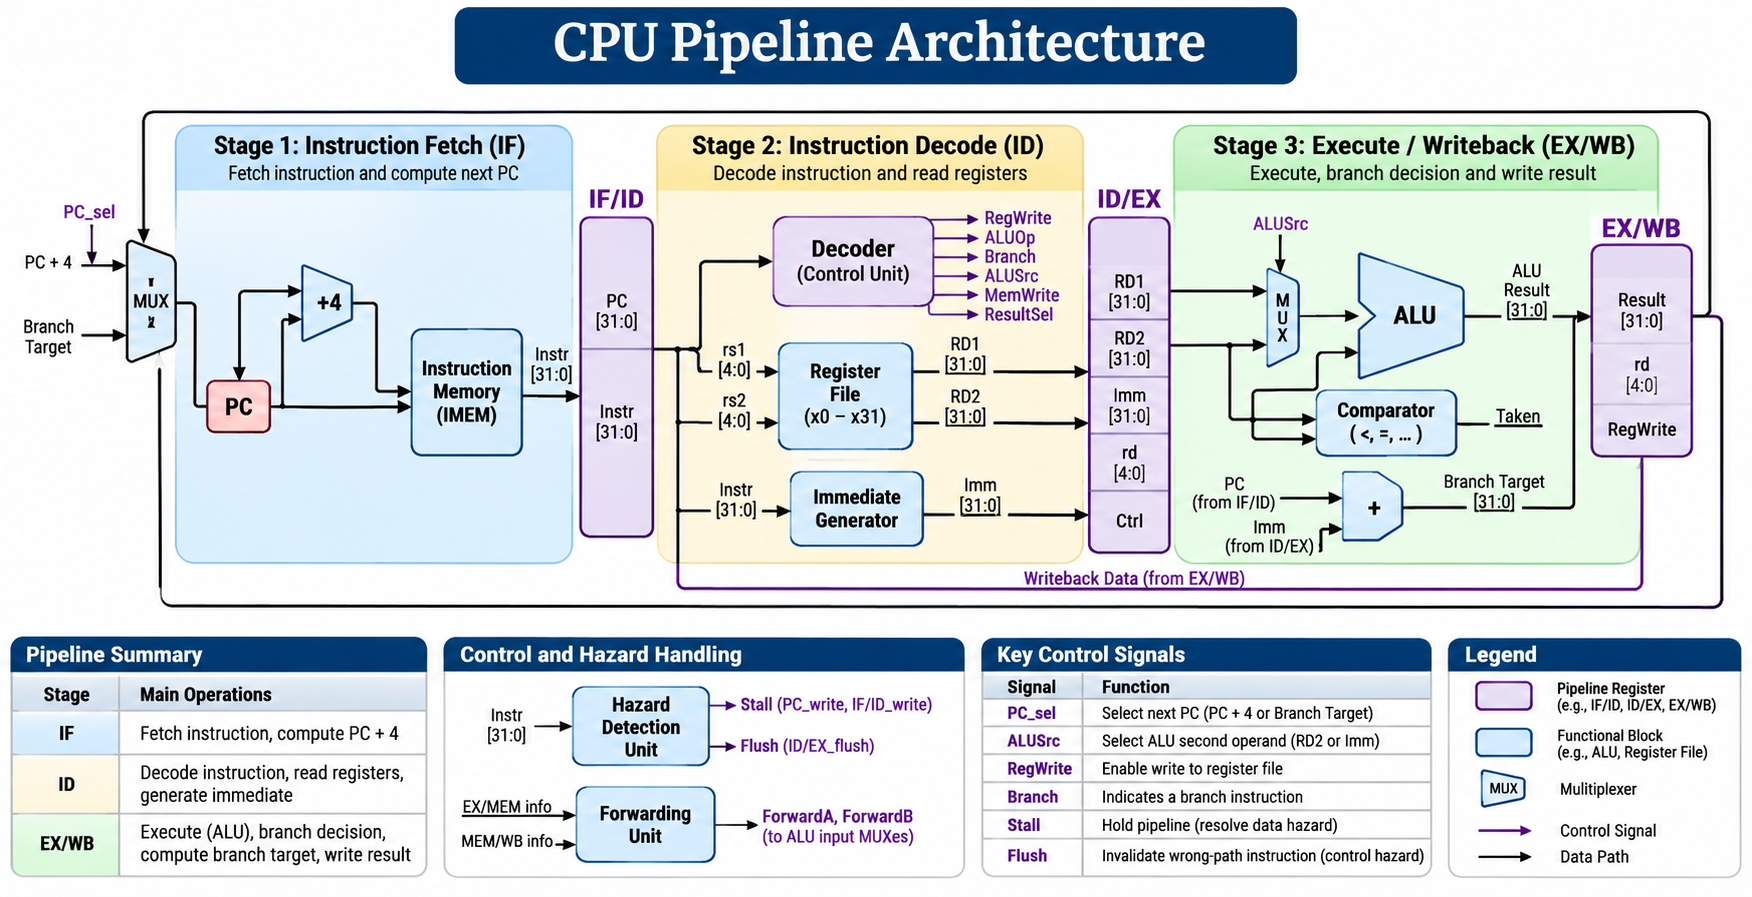 CPU Pipeline Architecture
Stage 1: Instruction Fetch (IF)
Fetch instruction and compute next PC
PC_sel
PC + 4
Branch
Target
MUX
+4
PC
Instruction
Memory
(IMEM)
Instr
[31:0]
IF/ID
PC
[31:0]
Instr
[31:0]
Stage 2: Instruction Decode (ID)
Decode instruction and read registers
Decoder
(Control Unit)
RegWrite
ALUOp
Branch
ALUSrc
MemWrite
ResultSel
rs1
[4:0]
rs2
[4:0]
Register
File
(x0 – x31)
RD1
[31:0]
RD2
[31:0]
Instr
[31:0]
Immediate
Generator
Imm
[31:0]
ID/EX
RD1
[31:0]
RD2
[31:0]
Imm
[31:0]
rd
[4:0]
Ctrl
Stage 3: Execute / Writeback (EX/WB)
Execute, branch decision and write result
ALUSrc
M
U
X
ALU
ALU
Result
[31:0]
Comparator
( <, =, ... )
Taken
PC
(from IF/ID)
Imm
(from ID/EX)
+
Branch Target
[31:0]
EX/WB
Result
[31:0]
rd
[4:0]
RegWrite
Writeback Data (from EX/WB)
Pipeline Summary
Stage Main Operations
IF Fetch instruction, compute PC + 4
ID Decode instruction, read registers,
generate immediate
EX/WB Execute (ALU), branch decision,
compute branch target, write result
Control and Hazard Handling
Instr
[31:0]
Hazard
Detection
Unit
Stall (PC_write, IF/ID_write)
Flush (ID/EX_flush)
EX/MEM info
MEM/WB info
Forwarding
Unit
ForwardA, ForwardB
(to ALU input MUXes)
Key Control Signals
Signal Function
PC_sel Select next PC (PC + 4 or Branch Target)
ALUSrc Select ALU second operand (RD2 or Imm)
RegWrite Enable write to register file
Branch Indicates a branch instruction
Stall Hold pipeline (resolve data hazard)
Flush Invalidate wrong-path instruction (control hazard)
Legend
Pipeline Register
(e.g., IF/ID, ID/EX, EX/WB)
Functional Block
(e.g., ALU, Register File)
MUX Multiplexer
Control Signal
Data Path